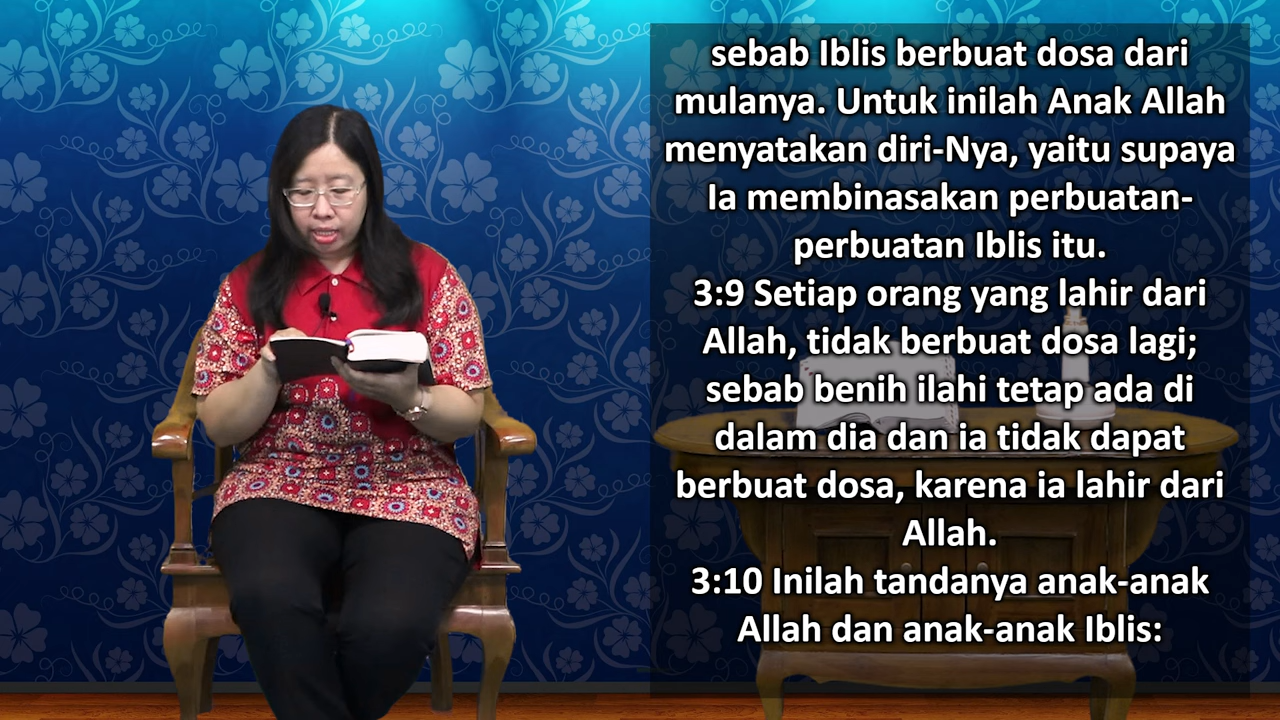 sebab Iblis berbuat dosa dari
mulanya. Untuk inilah Anak Allah
menyatakan diri-Nya, yaitu supaya
Ia membinasakan perbuatan-
perbuatan Iblis itu.
3:9 Setiap orang yang lahir dari
Allah, tidak berbuat dosa lagi;
sebab benih ilahi tetap ada di
dalam dia dan ia tidak dapat
berbuat dosa, karena ia lahir dari
Allah.
3:10 Inilah tandanya anak-anak
Allah dan anak-anak Iblis: